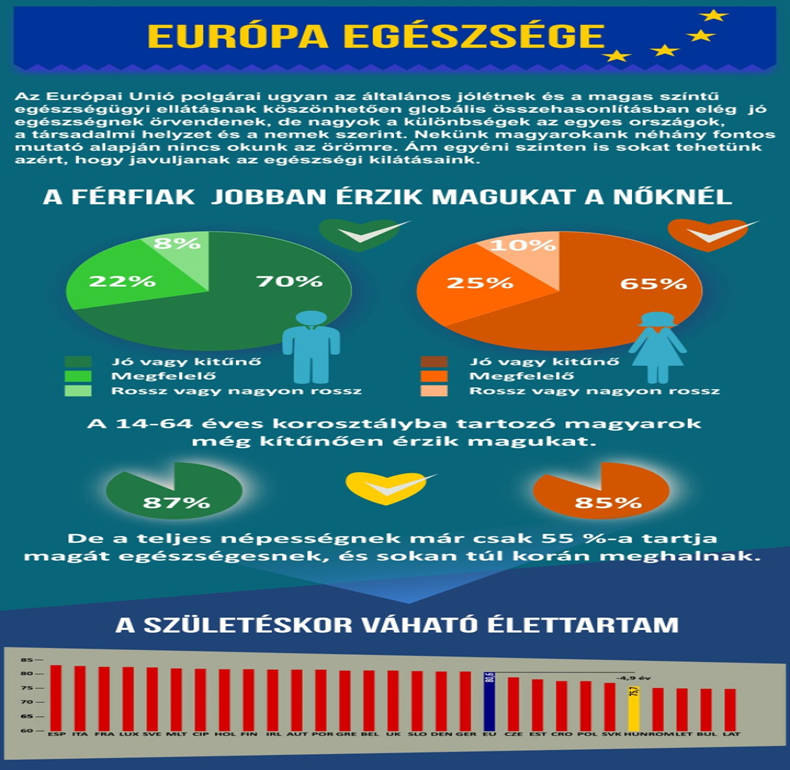 EURÓPA EGÉSZSÉGE
Az Európai Unió polgárai ugyan az általános jólétnek és a magas színtű
egészségügyi ellátásnak köszönhetően globális összehasonlításban elég jó
egészségnek örvendenek, de nagyok a különbségek az egyes országok,
a társadalmi helyzet és a nemek szerint. Nekünk magyarokank néhány fontos
mutató alapján nincs okunk az örömre. Ám egyéni szinten is sokat tehetünk
azért, hogy javuljanak az egészségi kilátásaink.
A FÉRFIAK JOBBAN ÉRZIK MAGUKAT A NŐKNÉL
8%
22%
70%
10%
25%
65%
Jó vagy kitűnő
Megfelelő
Rossz vagy nagyon rossz
Jó vagy kitűnő
Megfelelő
Rossz vagy nagyon rossz
A 14-64 éves korosztályba tartozó magyarok
még kítűnően érzik magukat.
87%
85%
De a teljes népességnek már csak 55 %-a tartja
magát egészségesnek, és sokan túl korán meghalnak.
A SZÜLETÉSKOR VÁHATÓ ÉLETTARTAM
85
80
75
70
65
60
80,6
-4,9 év
75,7
ESP ITA FRA LUX SVE MLT CIP HOL FIN IRL AUT POR GRE BEL UK SLO DEN GER EU CZE EST CRO POL SVK HUN ROM LET BUL LAT